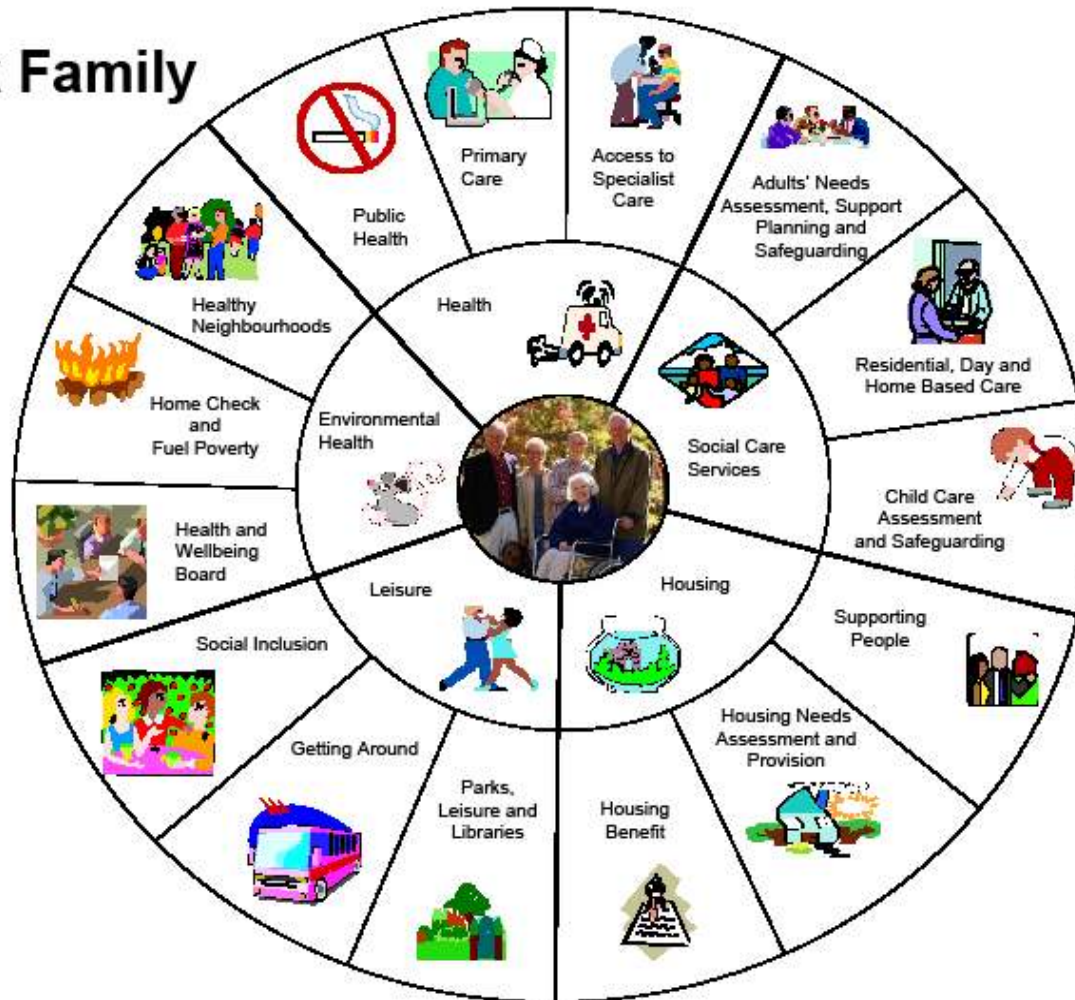 Family
Public
Health
Primary
Care
Access to
Specialist
Care
Adults' Needs
Assessment, Support
Planning and
Safeguarding
Residential, Day and
Home Based Care
Child Care
Assessment
and Safeguarding
Supporting
People
Housing Needs
Assessment and
Provision
Housing
Benefit
Parks,
Leisure and
Libraries
Getting Around
Social Inclusion
Health and
Wellbeing
Board
Home Check
and
Fuel Poverty
Healthy
Neighbourhoods
Health
Social Care
Services
Housing
Leisure
Environmental
Health